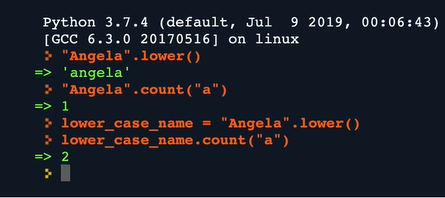 Python 3.7.4 (default, Jul  9 2019, 00:06:43)
[GCC 6.3.0 20170516] on linux
> "Angela".lower()
=> 'angela'
> "Angela".count("a")
=> 1
> lower_case_name = "Angela".lower()
> lower_case_name.count("a")
=> 2
>